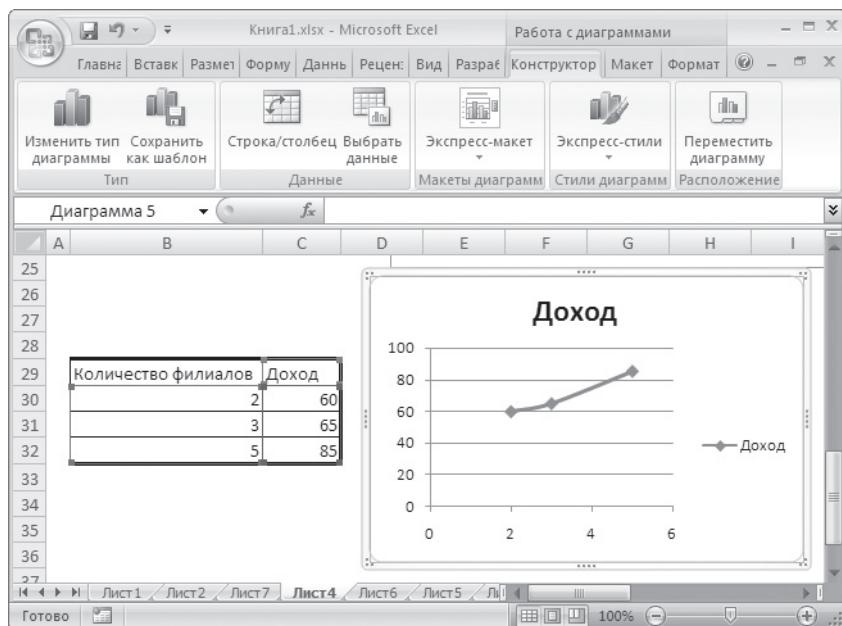 Книга1.xlsx - Microsoft Excel
Работа с диаграммами
Главна Вставк Размет Форму Даннь Рецен: Вид Разраб Конструктор Макет Формат
Изменить тип диаграммы
Сохранить как шаблон
Строка/столбец
Выбрать данные
Экспресс-макет
Экспресс-стили
Переместить диаграмму
Тип
Данные
Макеты диаграмм
Стили диаграмм
Расположение
Диаграмма 5
fx
A B C D E F G H I
25
26
27
28
29 Количество филиалов Доход
30 2 60
31 3 65
32 5 85
33
34
35
36
37
Доход
100
80
60
40
20
0
0 2 4 6
Доход
Лист1 Лист2 Лист7 Лист4 Лист6 Лист5
Готово
100%